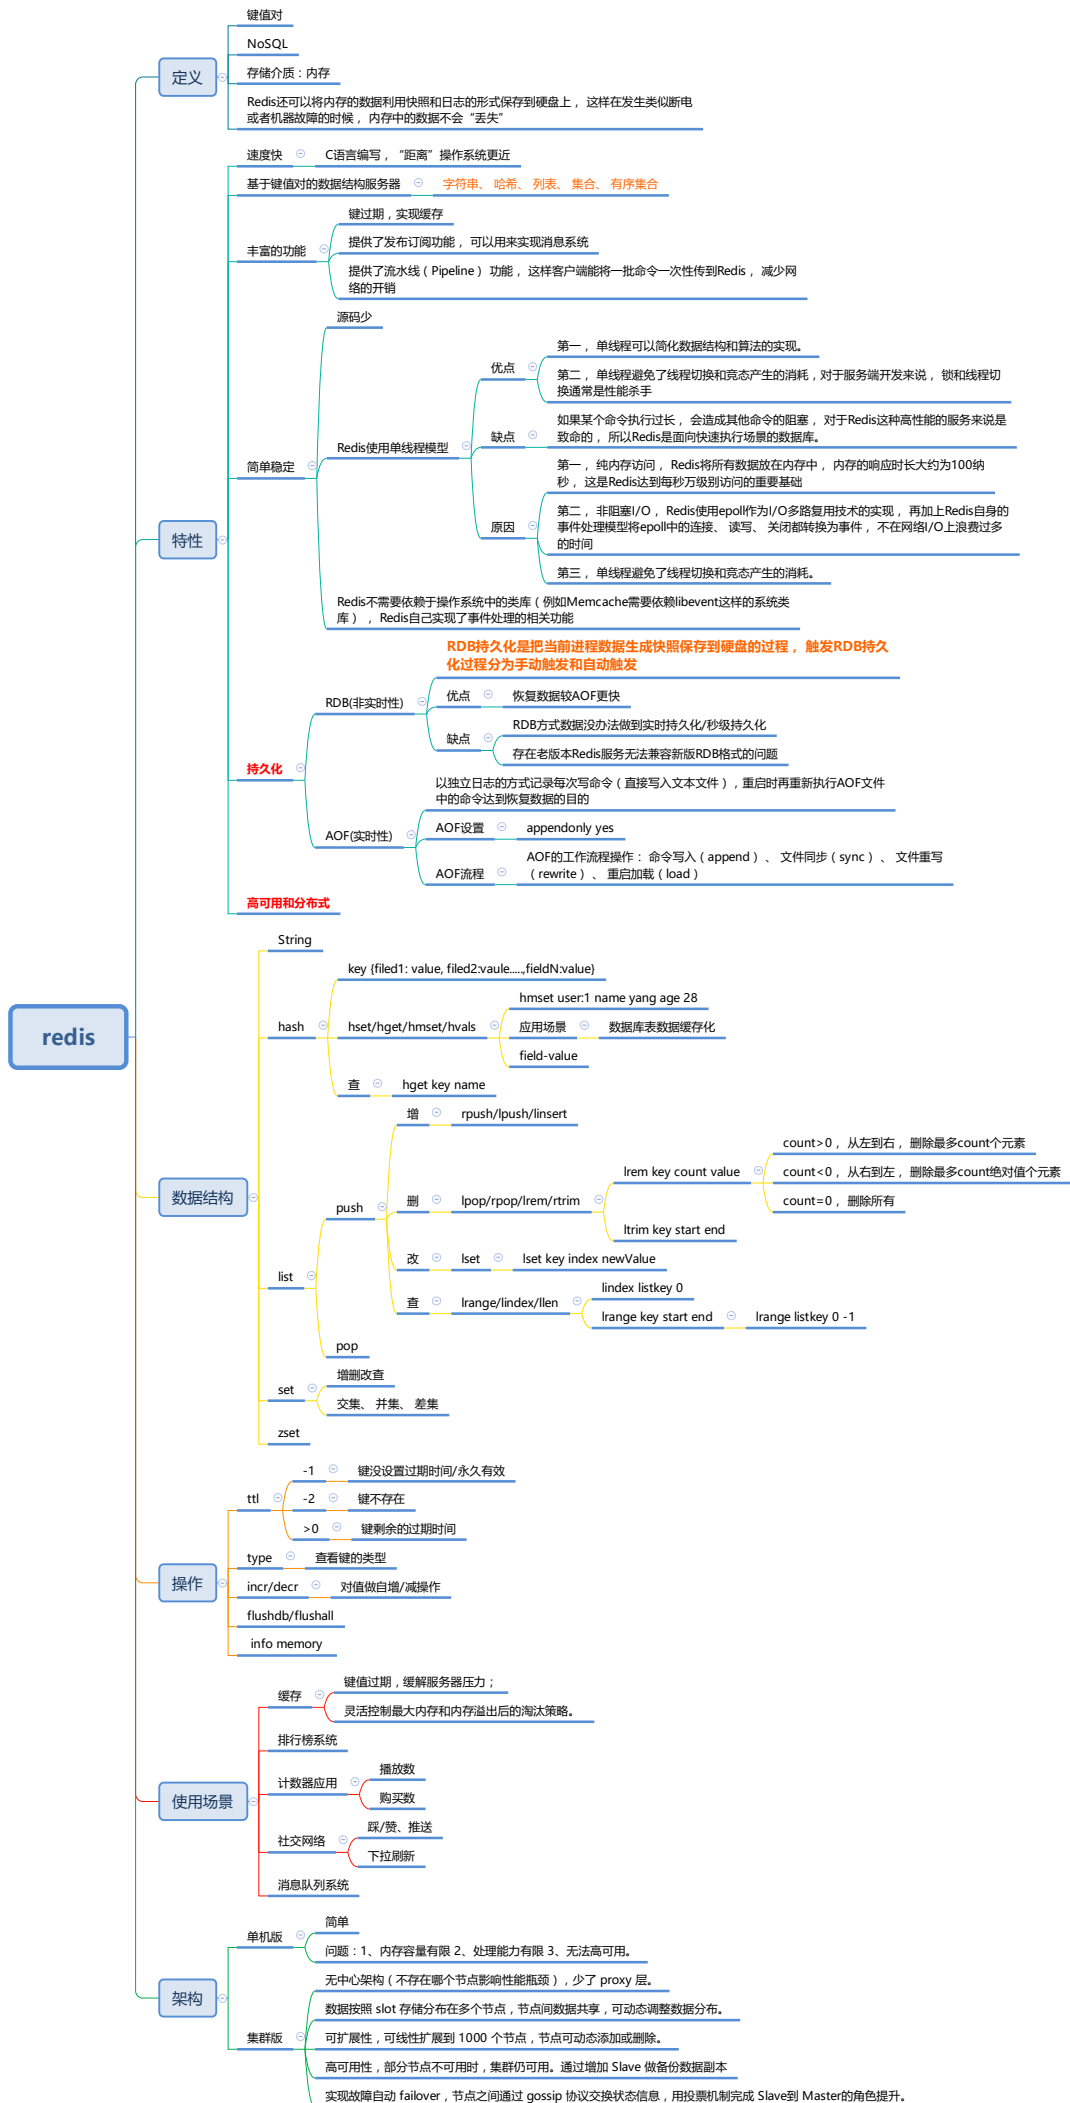 redis
定义
键值对
NoSQL
存储介质：内存
Redis还可以将内存的数据利用快照和日志的形式保存到硬盘上， 这样在发生类似断电
或者机器故障的时候， 内存中的数据不会“丢失”
特性
速度快
C语言编写， “距离”操作系统更近
基于键值对的数据结构服务器
字符串、 哈希、 列表、 集合、 有序集合
丰富的功能
键过期，实现缓存
提供了发布订阅功能， 可以用来实现消息系统
提供了流水线（Pipeline） 功能， 这样客户端能将一批命令一次性传到Redis， 减少网
络的开销
简单稳定
源码少
Redis使用单线程模型
优点
第一， 单线程可以简化数据结构和算法的实现。
第二， 单线程避免了线程切换和竞态产生的消耗，对于服务端开发来说， 锁和线程切
换通常是性能杀手
缺点
如果某个命令执行过长， 会造成其他命令的阻塞， 对于Redis这种高性能的服务来说是
致命的， 所以Redis是面向快速执行场景的数据库。
原因
第一， 纯内存访问， Redis将所有数据放在内存中， 内存的响应时长大约为100纳
秒， 这是Redis达到每秒万级别访问的重要基础
第二， 非阻塞I/O， Redis使用epoll作为I/O多路复用技术的实现， 再加上Redis自身的
事件处理模型将epoll中的连接、 读写、 关闭都转换为事件， 不在网络I/O上浪费过多
的时间
第三， 单线程避免了线程切换和竞态产生的消耗。
Redis不需要依赖于操作系统中的类库（例如Memcache需要依赖libevent这样的系统类
库） ， Redis自己实现了事件处理的相关功能
持久化
RDB(非实时性)
RDB持久化是把当前进程数据生成快照保存到硬盘的过程， 触发RDB持久
化过程分为手动触发和自动触发
优点
恢复数据较AOF更快
缺点
RDB方式数据没办法做到实时持久化/秒级持久化
存在老版本Redis服务无法兼容新版RDB格式的问题
AOF(实时性)
以独立日志的方式记录每次写命令（直接写入文本文件），重启时再重新执行AOF文件
中的命令达到恢复数据的目的
AOF设置
appendonly yes
AOF流程
AOF的工作流程操作： 命令写入（append） 、 文件同步（sync） 、 文件重写
（rewrite） 、 重启加载（load）
高可用和分布式
数据结构
String
hash
key {filed1: value, filed2:vaule.....,fieldN:value}
hset/hget/hmset/hvals
hmset user:1 name yang age 28
应用场景
数据库表数据缓存化
field-value
查
hget key name
list
push
增
rpush/lpush/linsert
删
lpop/rpop/lrem/rtrim
lrem key count value
count>0， 从左到右， 删除最多count个元素
count<0， 从右到左， 删除最多count绝对值个元素
count=0， 删除所有
ltrim key start end
改
lset
lset key index newValue
查
lrange/lindex/llen
lindex listkey 0
lrange key start end
lrange listkey 0 -1
pop
set
增删改查
交集、 并集、 差集
zset
操作
ttl
-1
键没设置过期时间/永久有效
-2
键不存在
>0
键剩余的过期时间
type
查看键的类型
incr/decr
对值做自增/减操作
flushdb/flushall
info memory
使用场景
缓存
键值过期，缓解服务器压力；
灵活控制最大内存和内存溢出后的淘汰策略。
排行榜系统
计数器应用
播放数
购买数
社交网络
踩/赞、推送
下拉刷新
消息队列系统
架构
单机版
简单
问题：1、内存容量有限 2、处理能力有限 3、无法高可用。
集群版
无中心架构（不存在哪个节点影响性能瓶颈），少了 proxy 层。
数据按照 slot 存储分布在多个节点，节点间数据共享，可动态调整数据分布。
可扩展性，可线性扩展到 1000 个节点，节点可动态添加或删除。
高可用性，部分节点不可用时，集群仍可用。通过增加 Slave 做备份数据副本
实现故障自动 failover，节点之间通过 gossip 协议交换状态信息，用投票机制完成 Slave到 Master的角色提升。